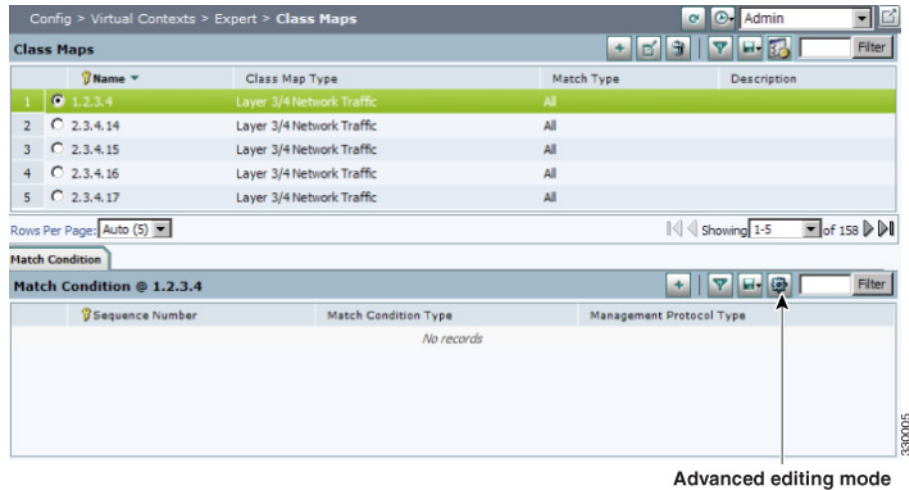 Config > Virtual Contexts > Expert > Class Maps Admin
Class Maps Filter
Name Class Map Type Match Type Description
1 1.2.3.4 Layer 3/4 Network Traffic All
2 2.3.4.14 Layer 3/4 Network Traffic All
3 2.3.4.15 Layer 3/4 Network Traffic All
4 2.3.4.16 Layer 3/4 Network Traffic All
5 2.3.4.17 Layer 3/4 Network Traffic All
Rows Per Page: Auto (5) Showing 1-5 of 158
Match Condition
Match Condition @ 1.2.3.4 Filter
Sequence Number Match Condition Type Management Protocol Type
No records
330005
Advanced editing mode